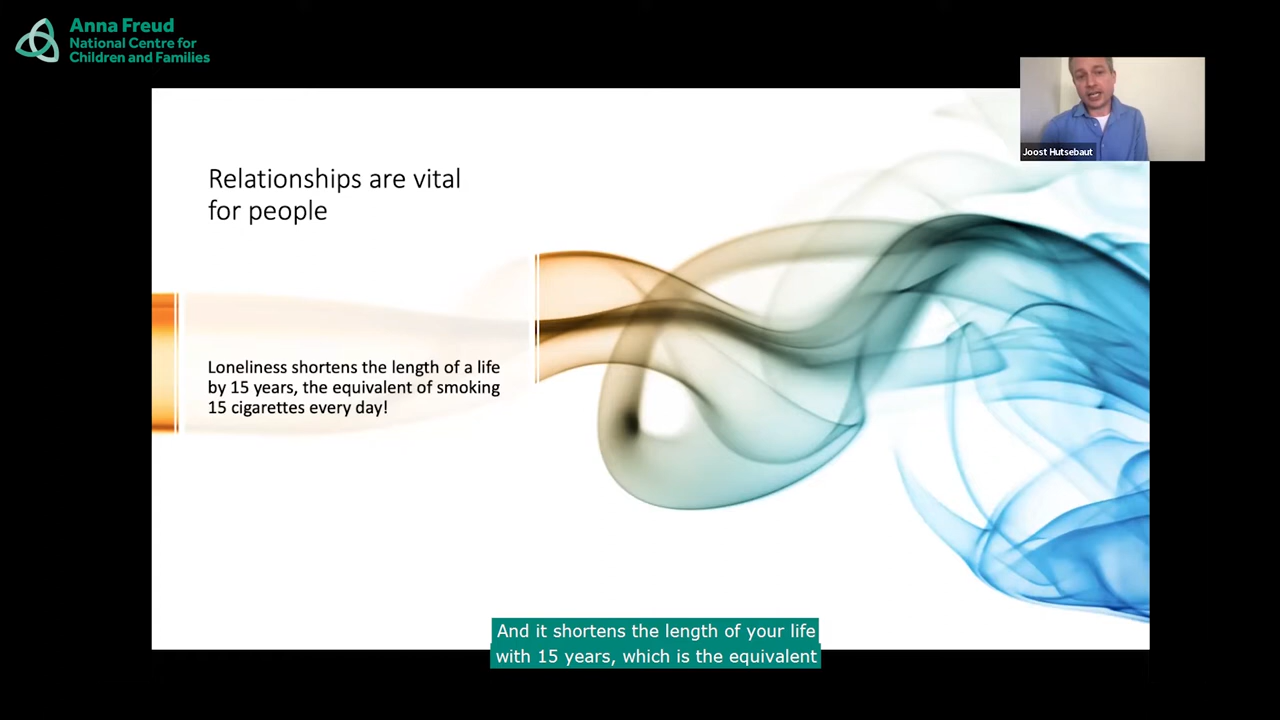 Anna Freud
National Centre for
Children and Families
Joost Hutsebaut
Relationships are vital
for people
Loneliness shortens the length of a life
by 15 years, the equivalent of smoking
15 cigarettes every day!
And it shortens the length of your life
with 15 years, which is the equivalent